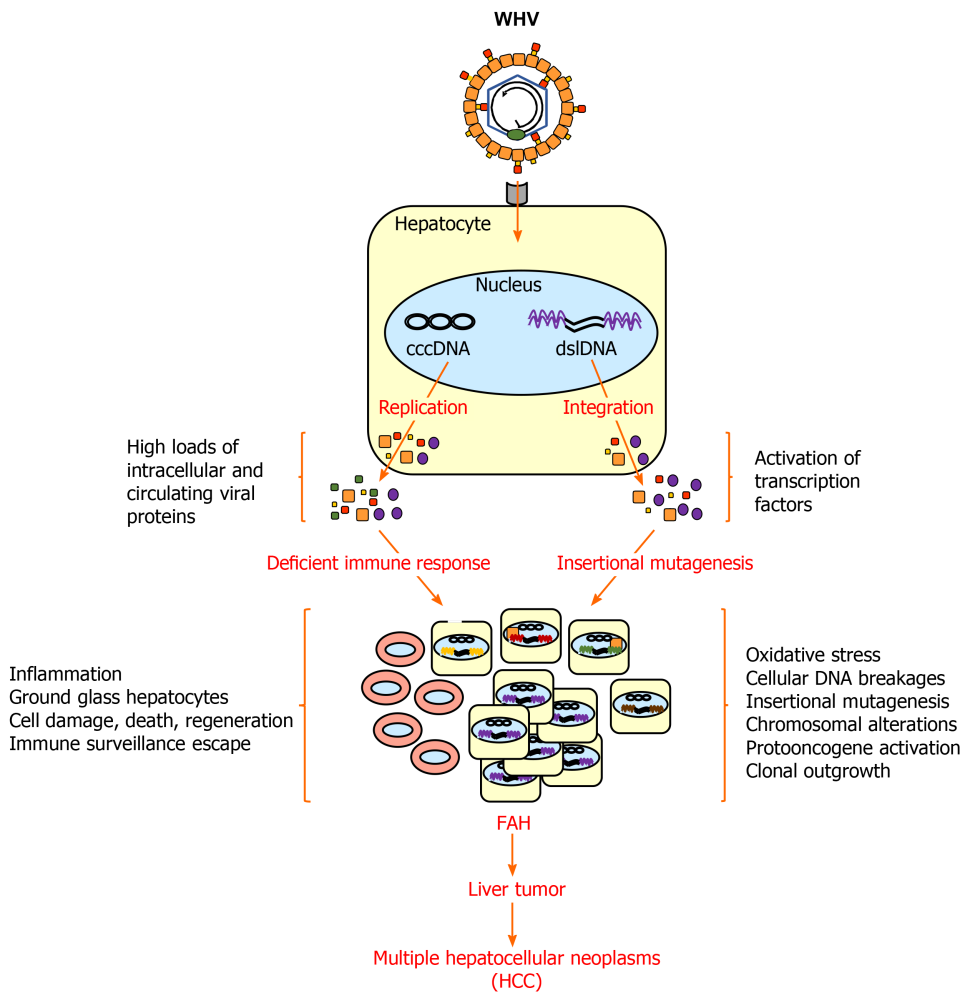 WHV
Hepatocyte
Nucleus
cccDNA
dslDNA
Replication
Integration
High loads of
intracellular and
circulating viral
proteins
Activation of
transcription
factors
Deficient immune response
Insertional mutagenesis
Inflammation
Ground glass hepatocytes
Cell damage, death, regeneration
Immune surveillance escape
Oxidative stress
Cellular DNA breakages
Insertional mutagenesis
Chromosomal alterations
Protooncogene activation
Clonal outgrowth
FAH
Liver tumor
Multiple hepatocellular neoplasms
(HCC)